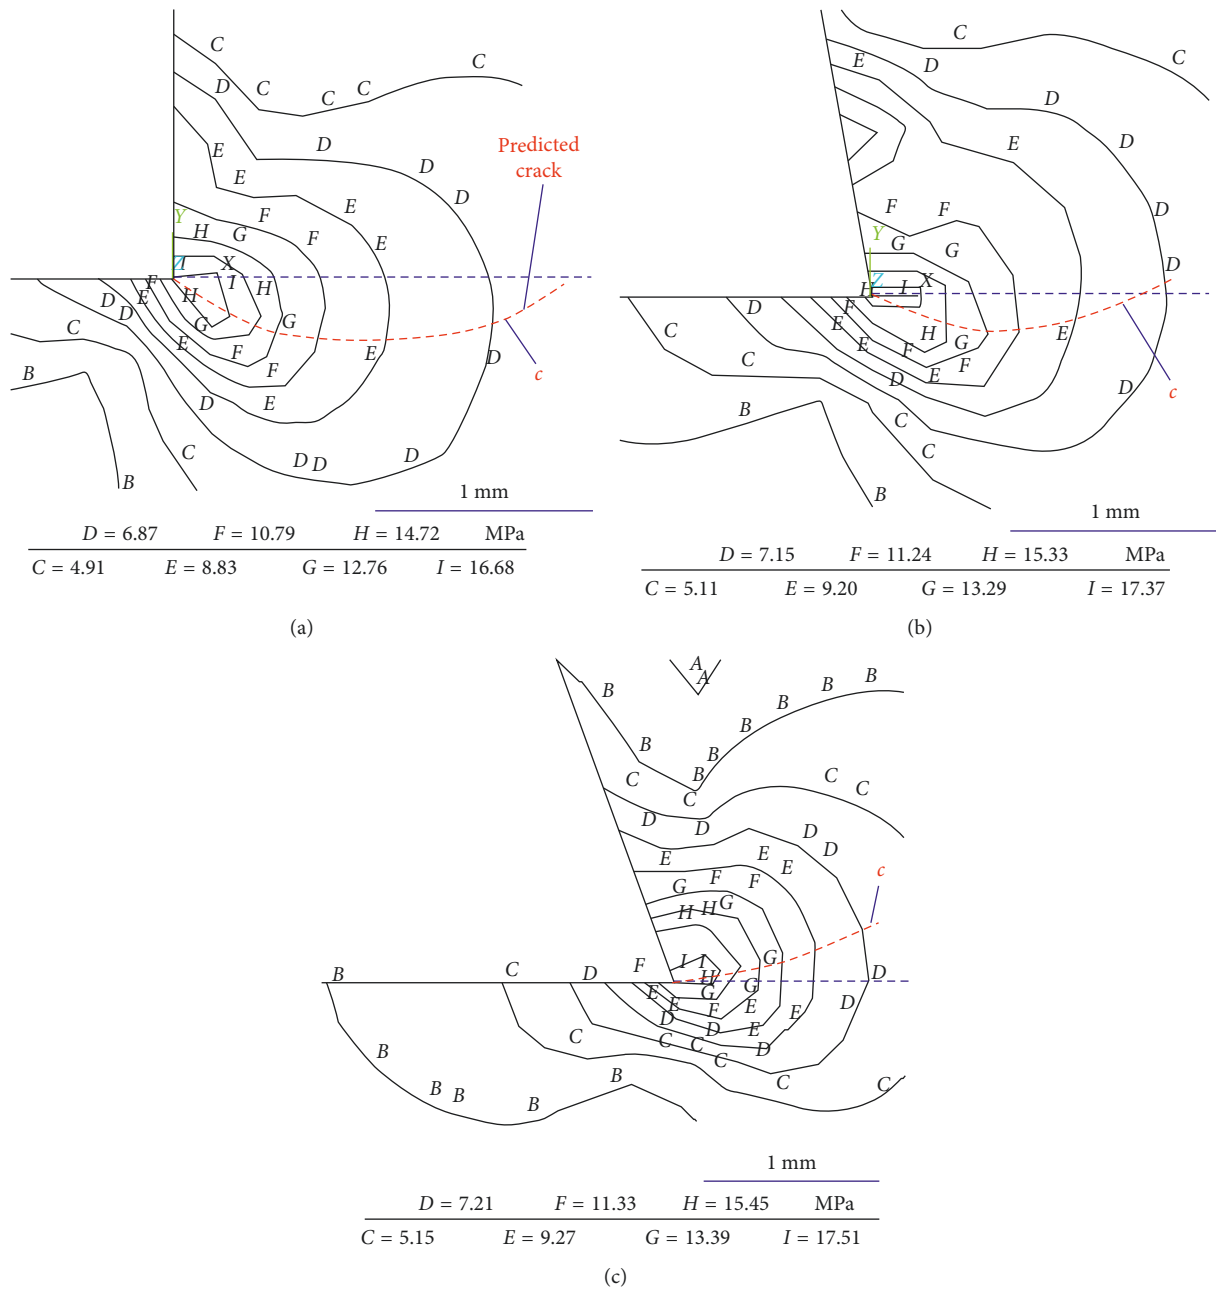 C
C
C
C
C
D
D
D
D
E
E
E
E
Predicted
crack
Y
F
F
H
G
Z
I
X
I
H
F
E
D
D
H
G
G
C
B
E
F
F
E
D
E
D
c
C
D D
D
B
1 mm
D = 6.87 F = 10.79 H = 14.72 MPa
C = 4.91 E = 8.83 G = 12.76 I = 16.68
(a)
C
C
E
D
D
D
E
D
F
F
Y
G
G
D
Z
X
H
I
D
F
E
E
H
G
E
F
F
E
D
D
C
C
B
C
C
B
c
1 mm
D = 7.15 F = 11.24 H = 15.33 MPa
C = 5.11 E = 9.20 G = 13.29 I = 17.37
(b)
A
A
B
B
B
B
B
B
B
B
C
C
C
C
D
D
D
D
E
E
E
c
G
F
F
H
H
G
B
C
D
F
I
I
H
G
D
E
G
G
E
F
E
E
D
D
D
E
D
C
C
C
C
C
C
B
B
B
B
B
1 mm
D = 7.21 F = 11.33 H = 15.45 MPa
C = 5.15 E = 9.27 G = 13.39 I = 17.51
(c)